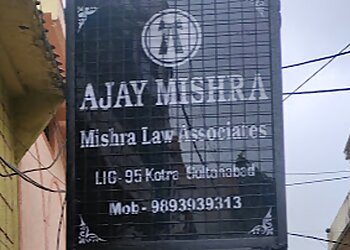 AJAY MISHRA
Mishra Law Associates
LIG- 95 Kotra Sultanabad
Mob- 9893939313